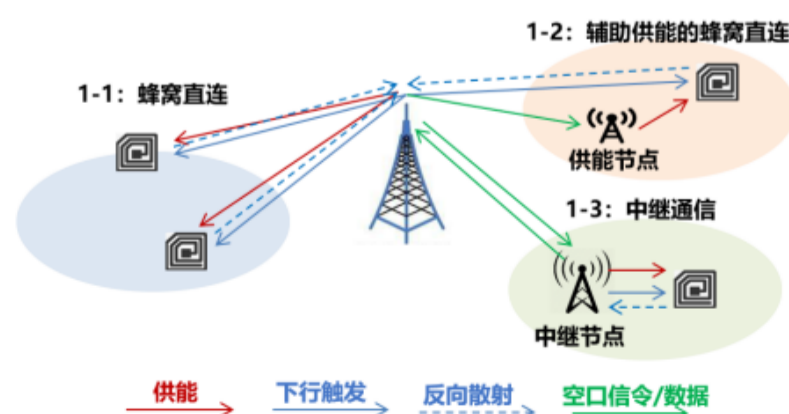 1-2：辅助供能的蜂窝直连
1-1：蜂窝直连
供能节点
1-3：中继通信
中继节点
供能
下行触发
反向散射
空口信令/数据